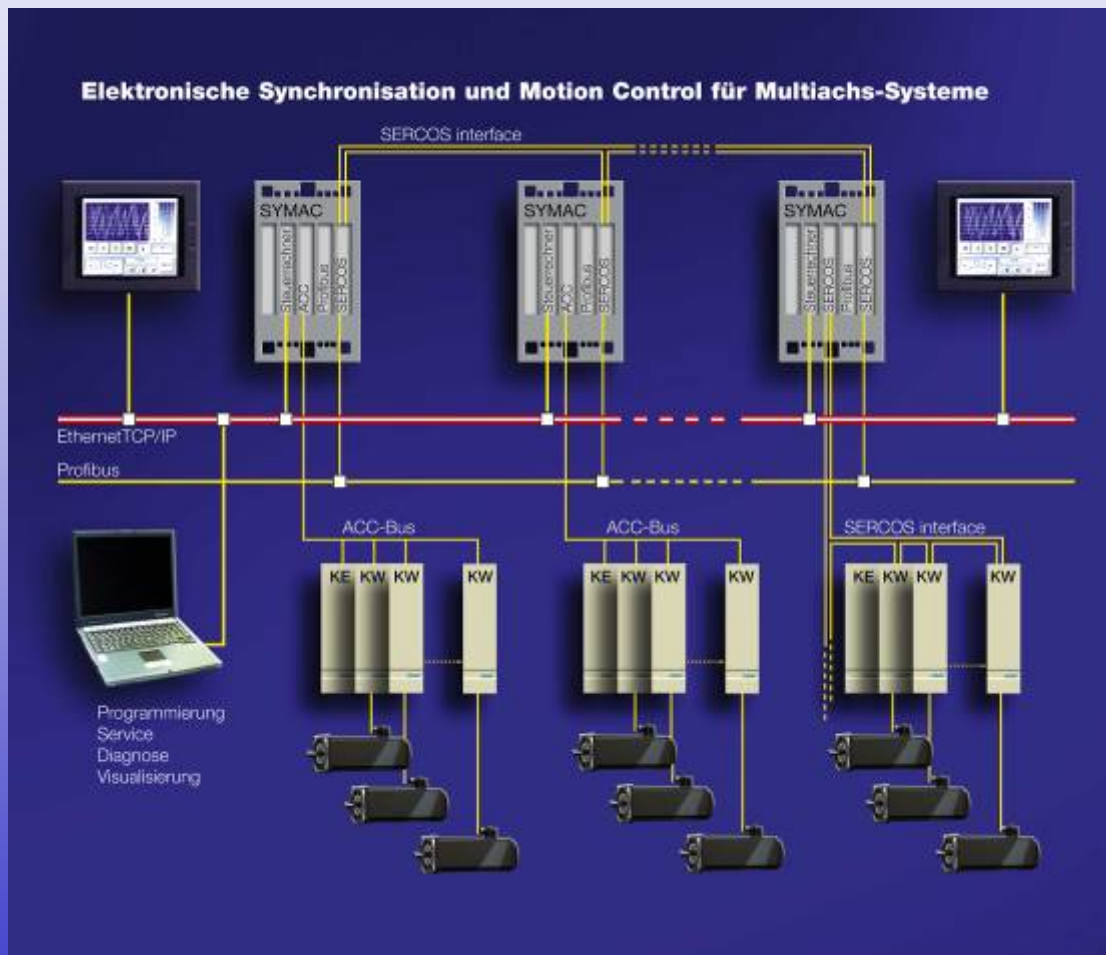 Elektronische Synchronisation und Motion Control für Multiachs-Systeme
SERCOS interface
SYMAC
Steuerrechner
ACC
Profibus
SERCOS
SYMAC
Steuerrechner
ACC
Profibus
SERCOS
SYMAC
Steuerrechner
SERCOS
Profibus
SERCOS
EthernetTCP/IP
Profibus
ACC-Bus
ACC-Bus
SERCOS interface
KE KW KW KW
KE KW KW KW
KE KW KW KW
Programmierung
Service
Diagnose
Visualisierung